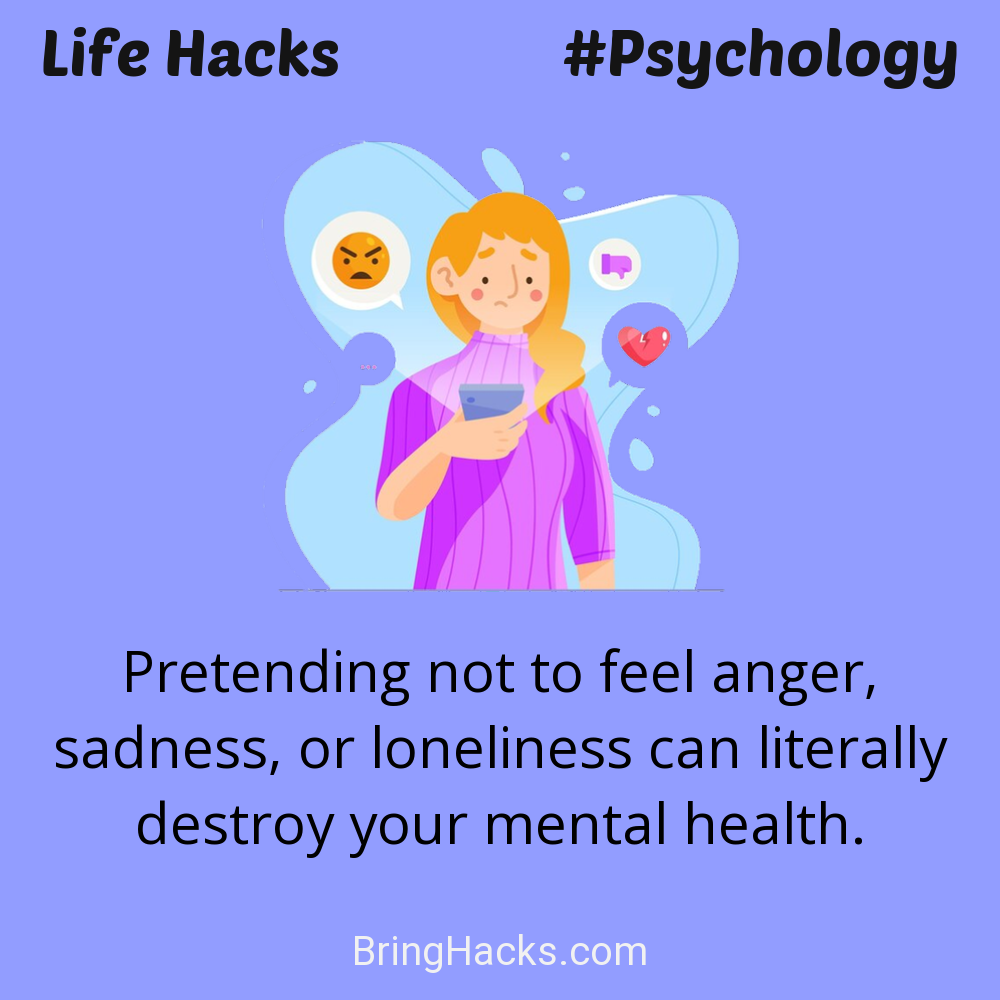 Life Hacks #Psychology
Pretending not to feel anger,
sadness, or loneliness can literally
destroy your mental health.
BringHacks.com